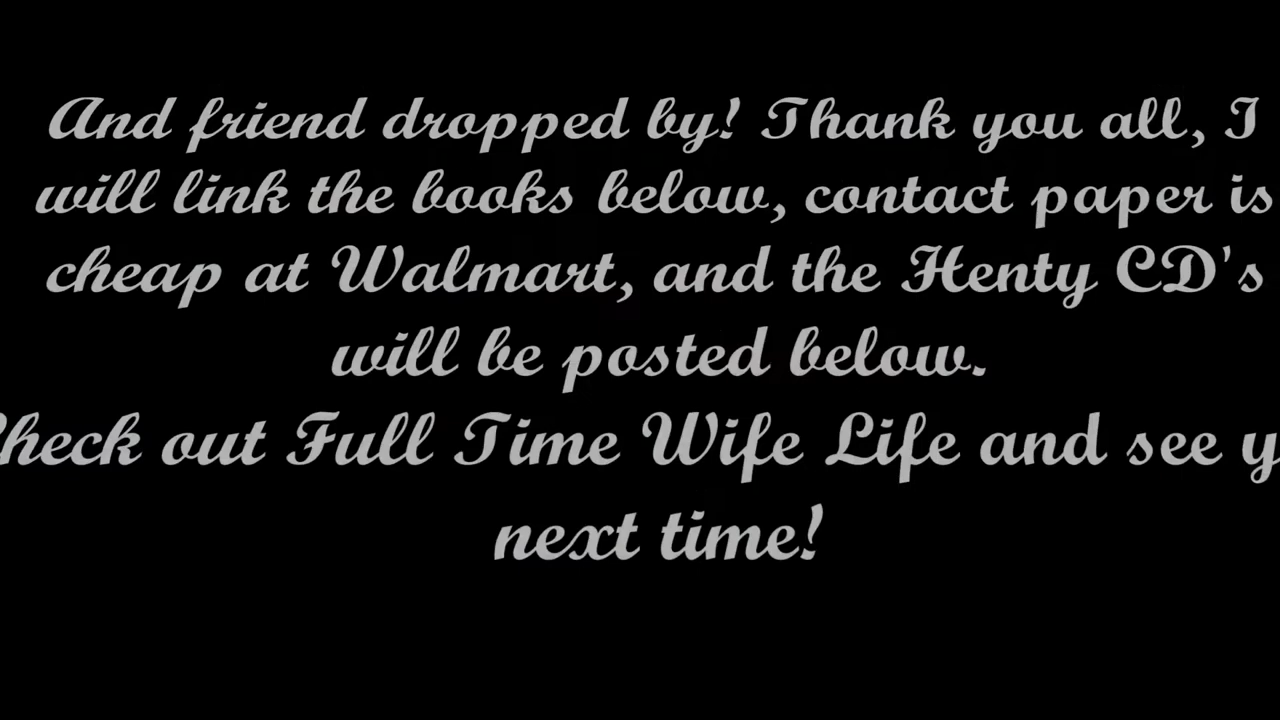 And friend dropped by! Thank you all, I
will link the books below, contact paper is
cheap at Walmart, and the Henty CD's
will be posted below.
Check out Full Time Wife Life and see y
next time!